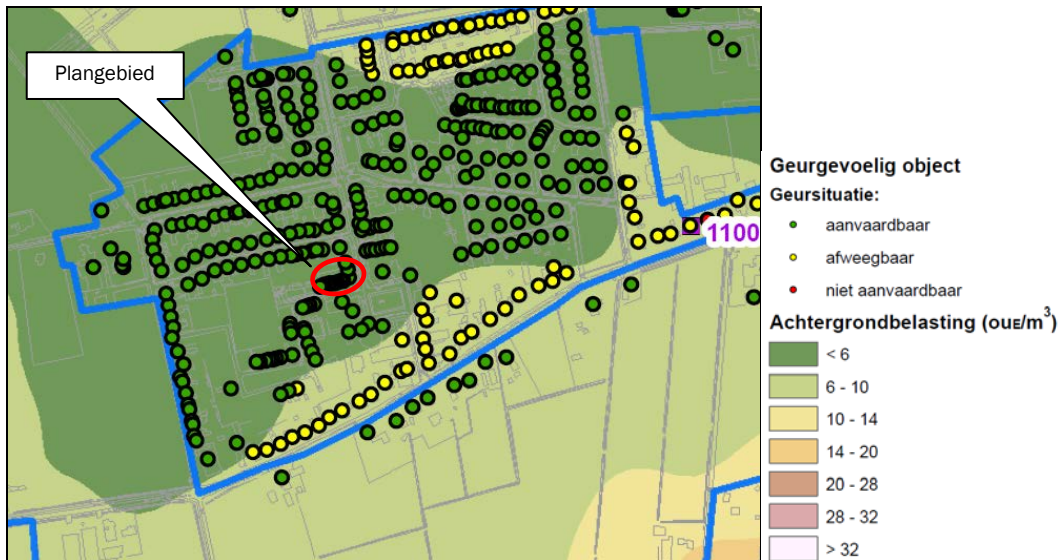 Plangebied
1100
Geurgevoelig object
Geursituatie:
aanvaardbaar
afweegbaar
niet aanvaardbaar
Achtergrondbelasting (ouᴇ/m³)
< 6
6 - 10
10 - 14
14 - 20
20 - 28
28 - 32
> 32